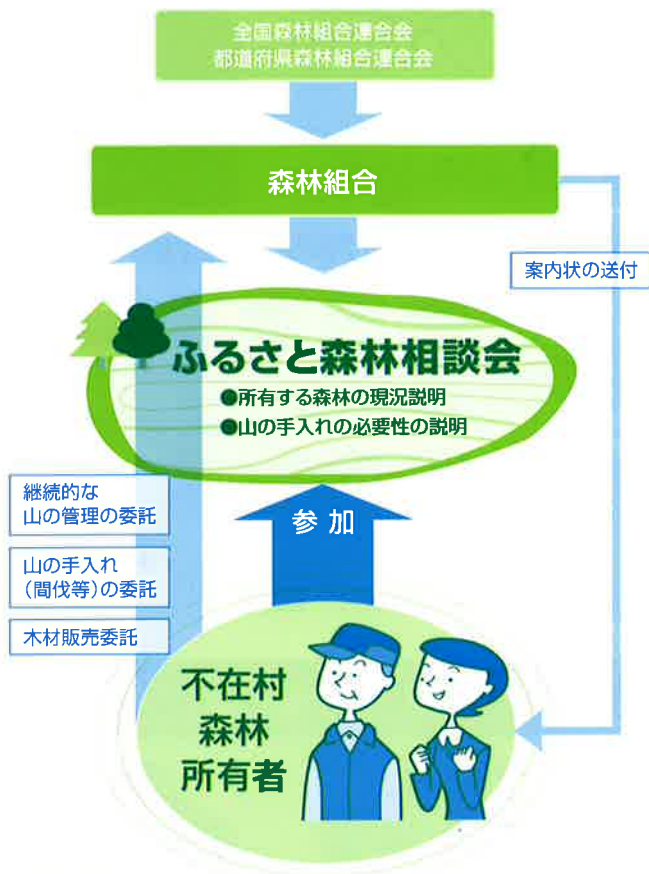 全国森林組合連合会
都道府県森林組合連合会
森林組合
案内状の送付
ふるさと森林相談会
●所有する森林の現況説明
●山の手入れの必要性の説明
継続的な
山の管理の委託
山の手入れ
（間伐等）の委託
木材販売委託
参加
不在村
森林
所有者